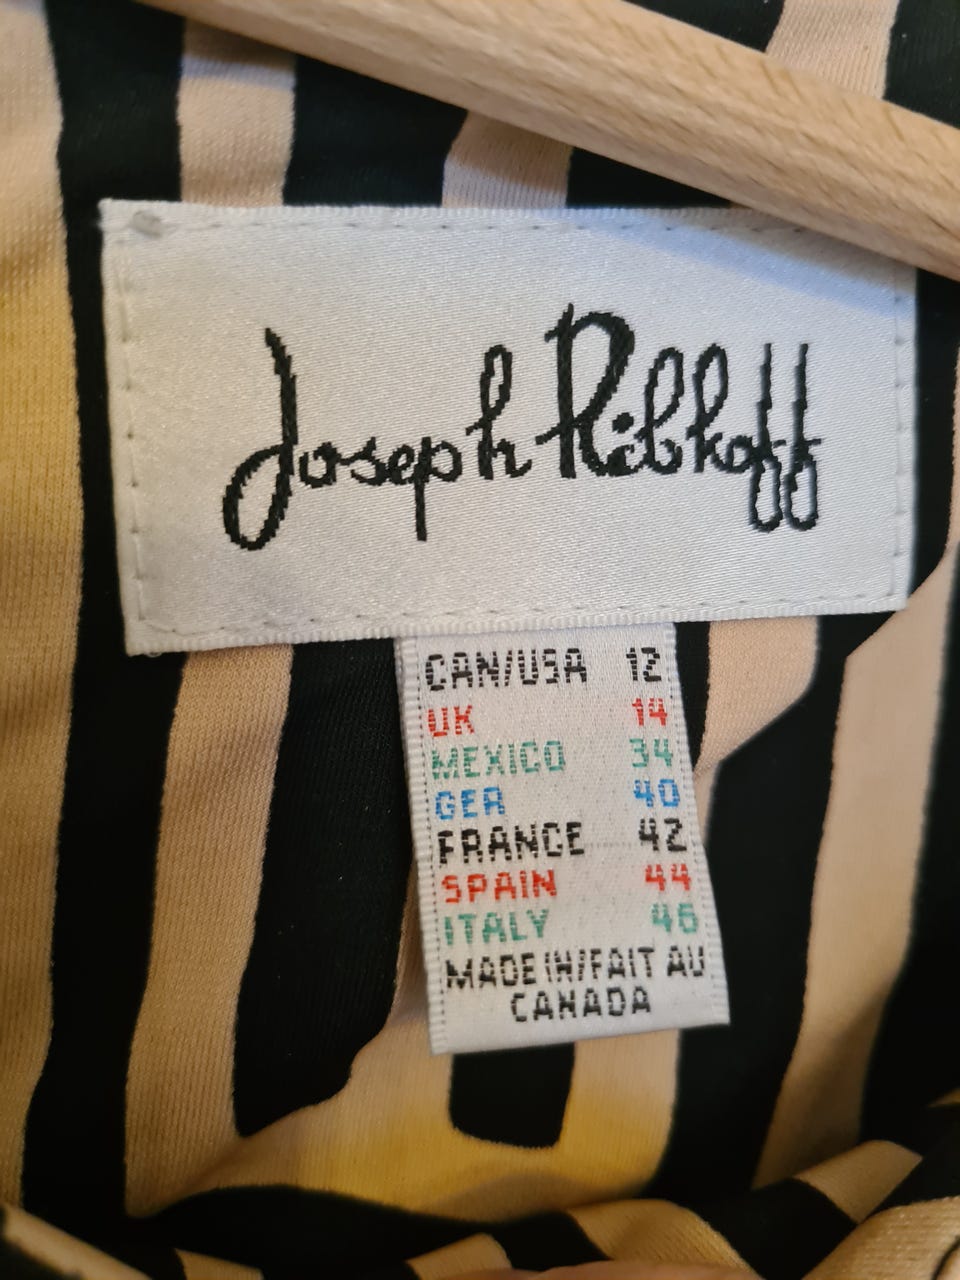 Joseph Ribkoff
CAN/USA 12
UK 14
MEXICO 34
GER 40
FRANCE 42
SPAIN 44
ITALY 46
MADE IN/FAIT AU
CANADA